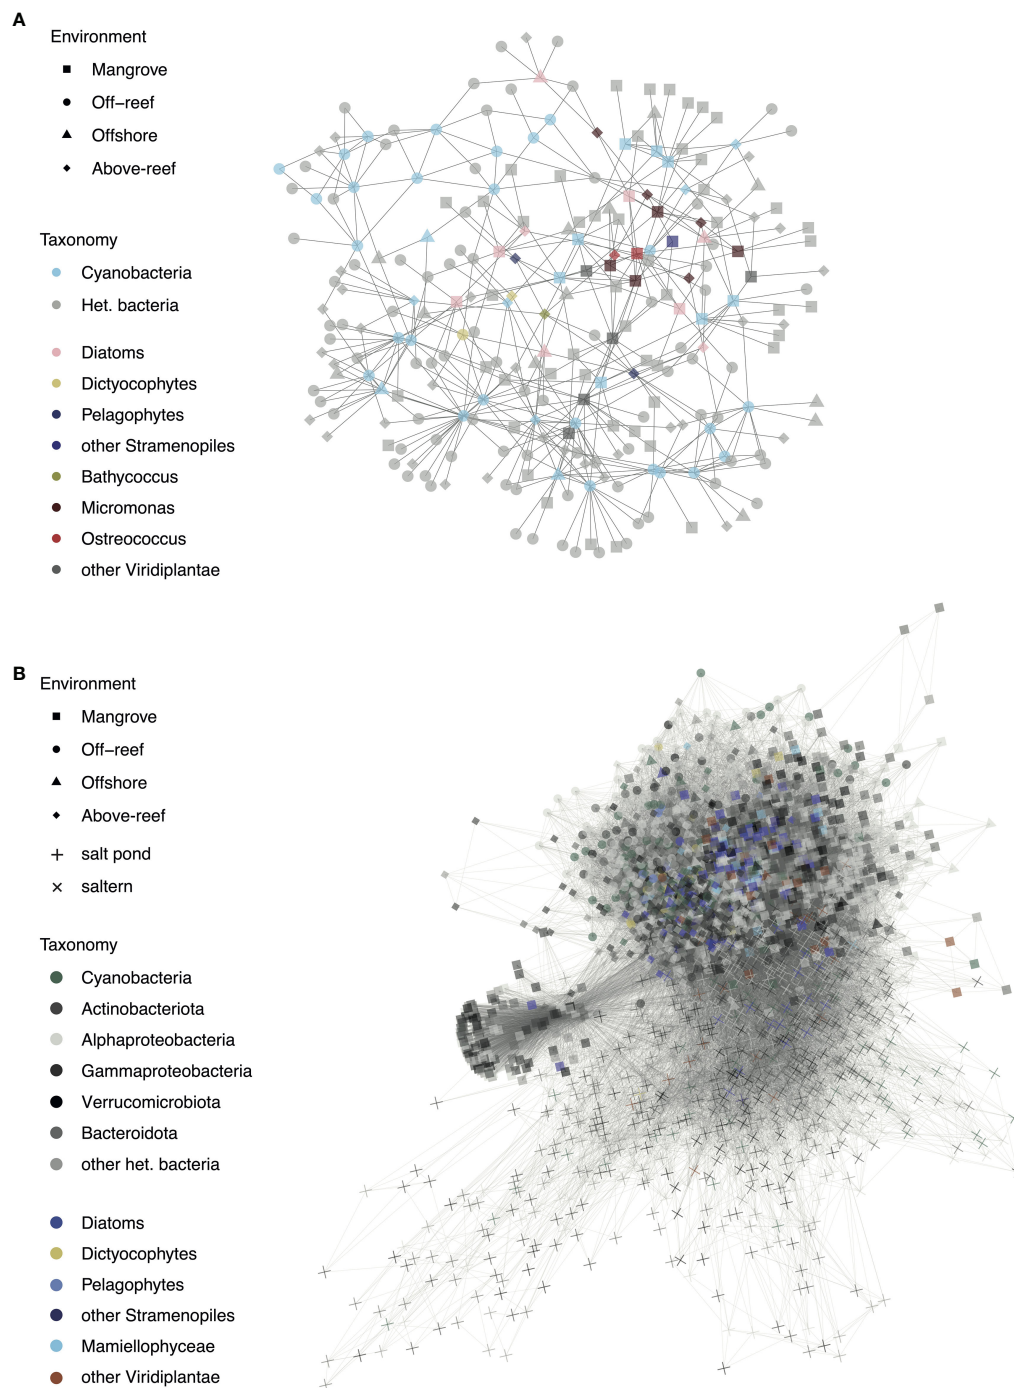 A
Environment
Mangrove
Off−reef
Offshore
Above-reef
Taxonomy
Cyanobacteria
Het. bacteria
Diatoms
Dictyocophytes
Pelagophytes
other Stramenopiles
Bathycoccus
Micromonas
Ostreococcus
other Viridiplantae
B
Environment
Mangrove
Off−reef
Offshore
Above-reef
salt pond
saltern
Taxonomy
Cyanobacteria
Actinobacteriota
Alphaproteobacteria
Gammaproteobacteria
Verrucomicrobiota
Bacteroidota
other het. bacteria
Diatoms
Dictyocophytes
Pelagophytes
other Stramenopiles
Mamiellophyceae
other Viridiplantae